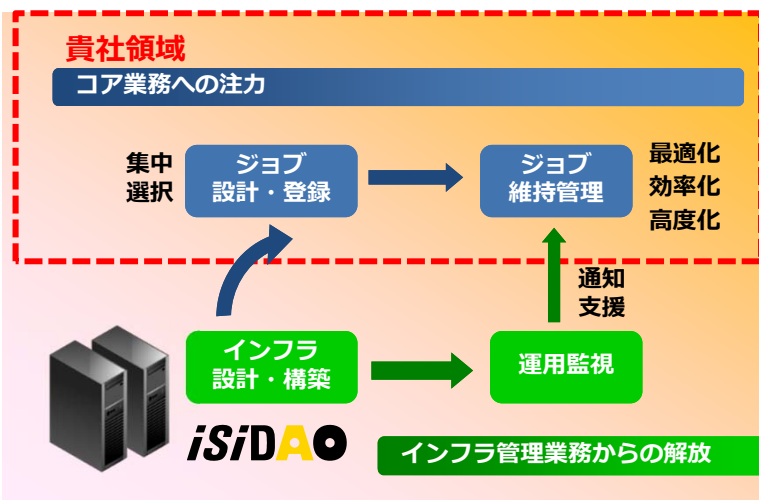 貴社領域
コア業務への注力
集中
選択
ジョブ
設計・登録
ジョブ
維持管理
最適化
効率化
高度化
通知
支援
インフラ
設計・構築
運用監視
iSiDAO
インフラ管理業務からの解放